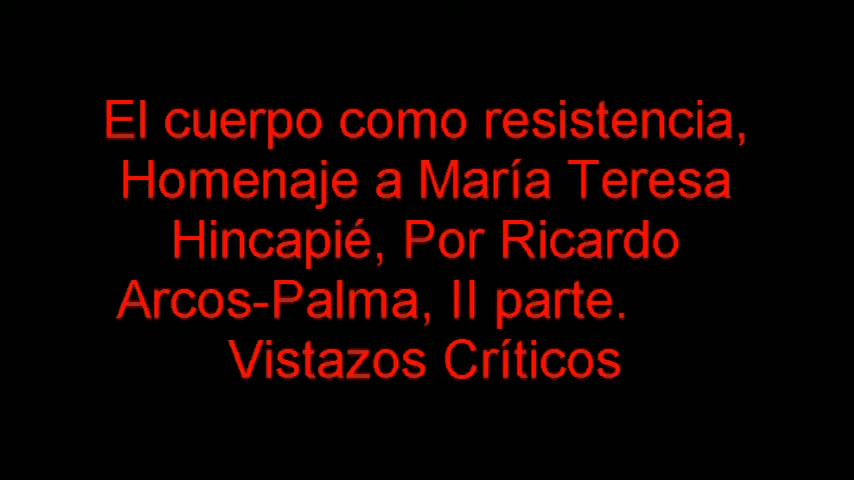 El cuerpo como resistencia,
Homenaje a María Teresa
Hincapié, Por Ricardo
Arcos-Palma, II parte.
Vistazos Críticos